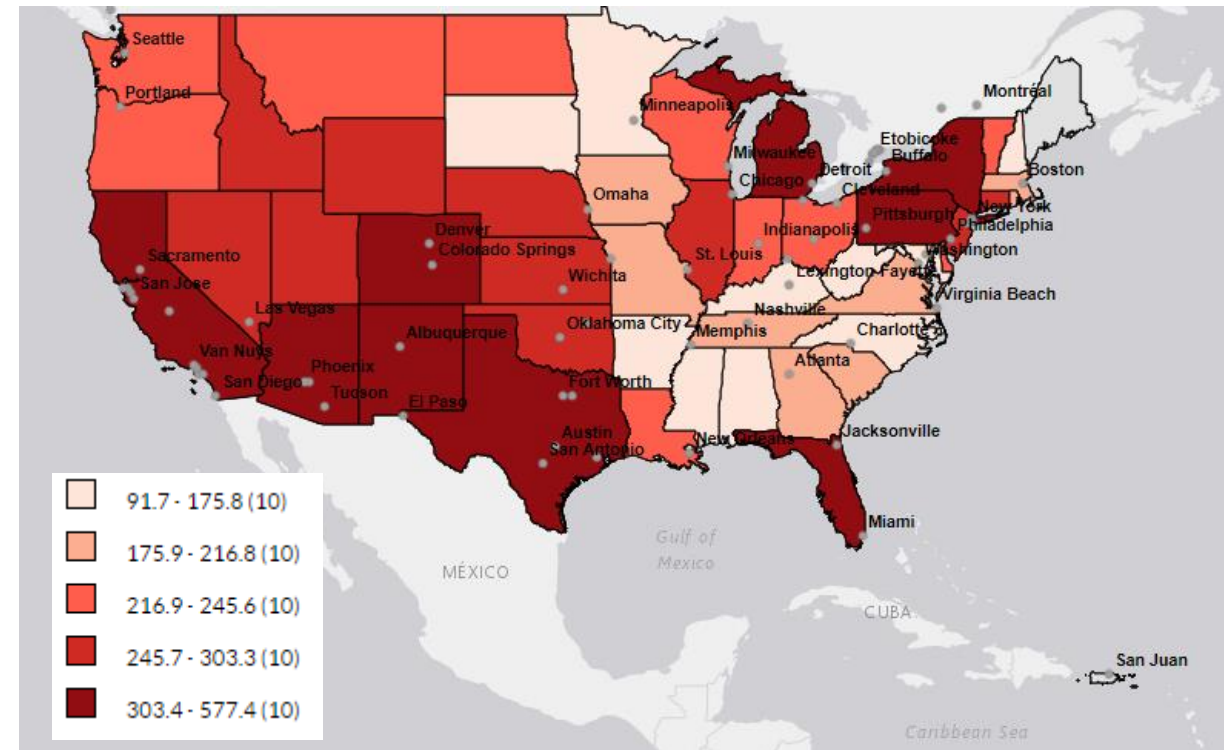 Seattle
Montréal
Portland
Minneapolis
Etobicoke
Buffalo
Milwaukee
Detroit
Boston
Chicago
Cleveland
Omaha
Pittsburgh
New York
Denver
Indianapolis
Philadelphia
Colorado Springs
Washington
Sacramento
St. Louis
San Jose
Wichita
Lexington-Fayette
Virginia Beach
Las Vegas
Nashville
Albuquerque
Oklahoma City
Memphis
Charlotte
Van Nuys
Phoenix
Atlanta
San Diego
Tucson
Fort Worth
El Paso
Austin
New Orleans
Jacksonville
San Antonio
Miami
Gulf of
Mexico
MÉXICO
CUBA
San Juan
Caribbean Sea
91.7 - 175.8 (10)
175.9 - 216.8 (10)
216.9 - 245.6 (10)
245.7 - 303.3 (10)
303.4 - 577.4 (10)